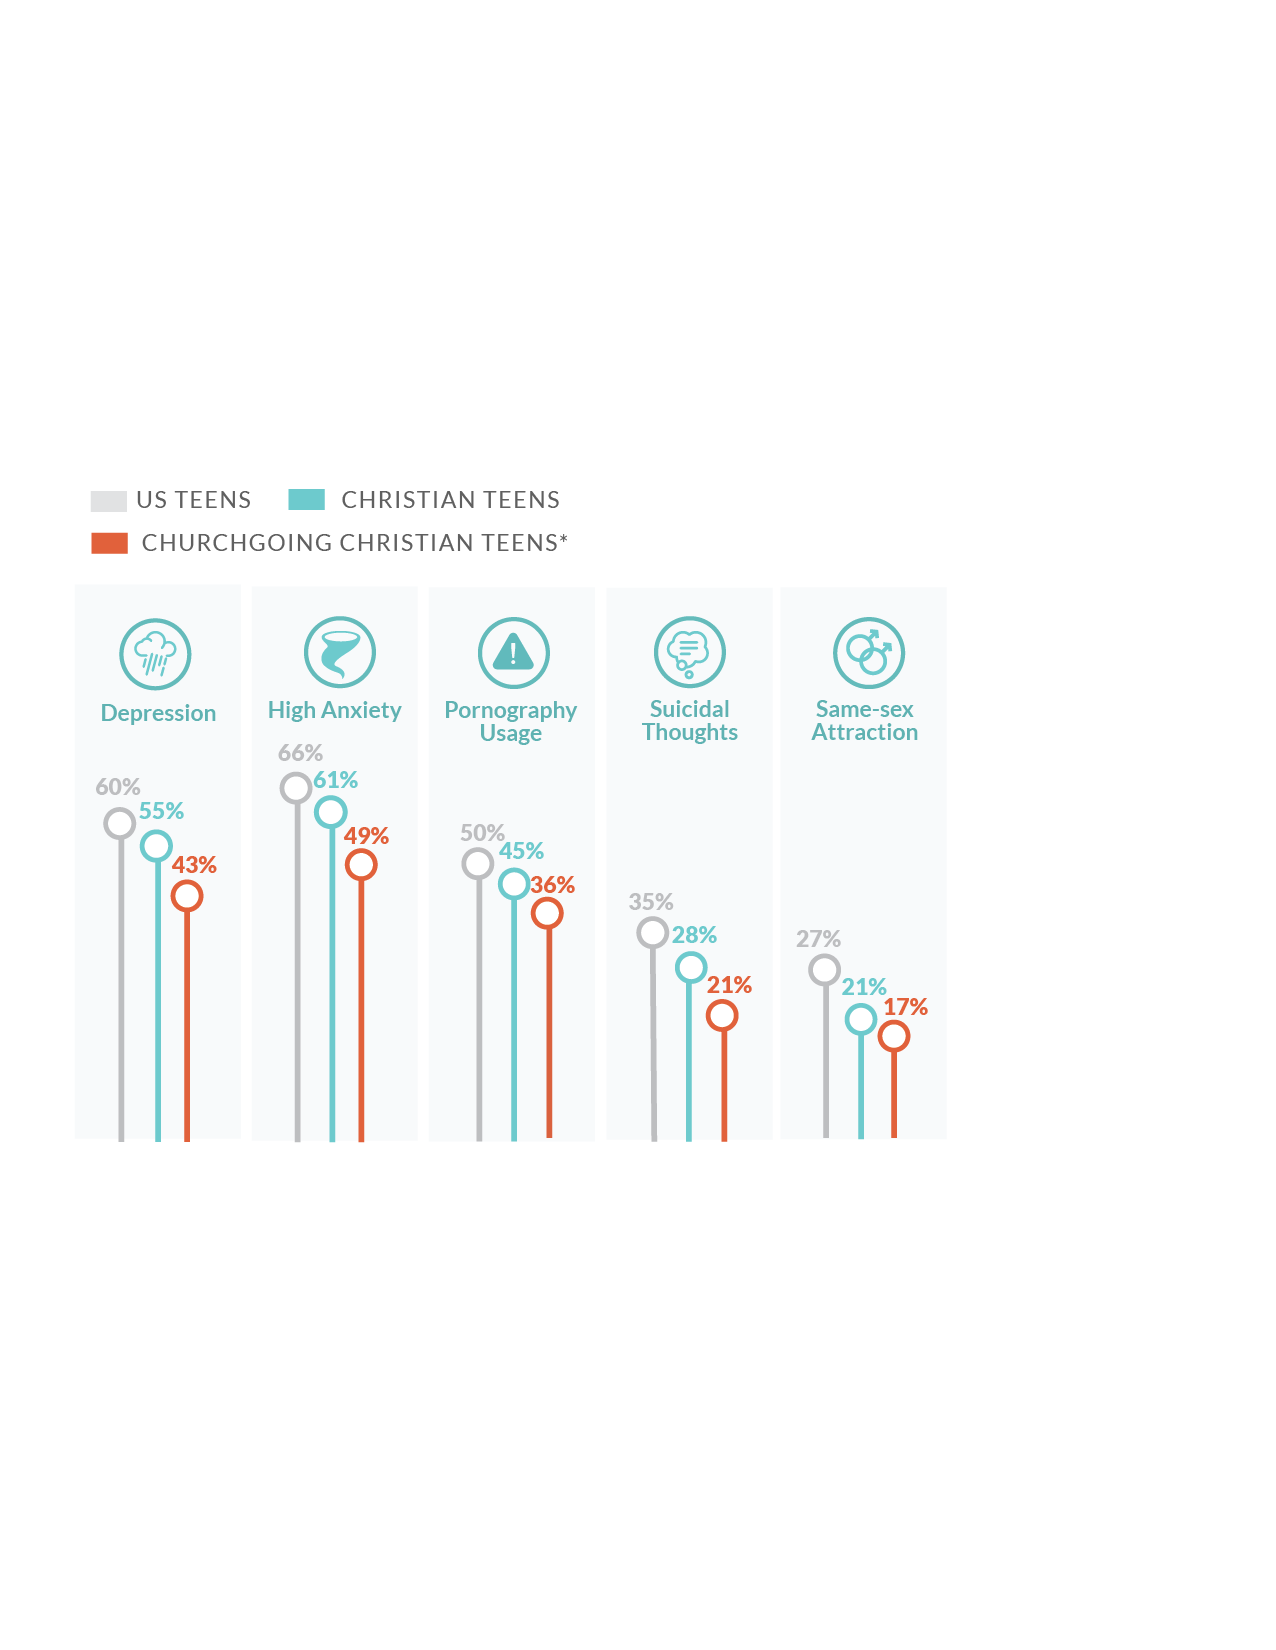 US TEENS
CHRISTIAN TEENS
CHURCHGOING CHRISTIAN TEENS*
Depression
60%
55%
43%
High Anxiety
66%
61%
49%
Pornography
Usage
50%
45%
36%
Suicidal
Thoughts
35%
28%
21%
Same-sex
Attraction
27%
21%
17%